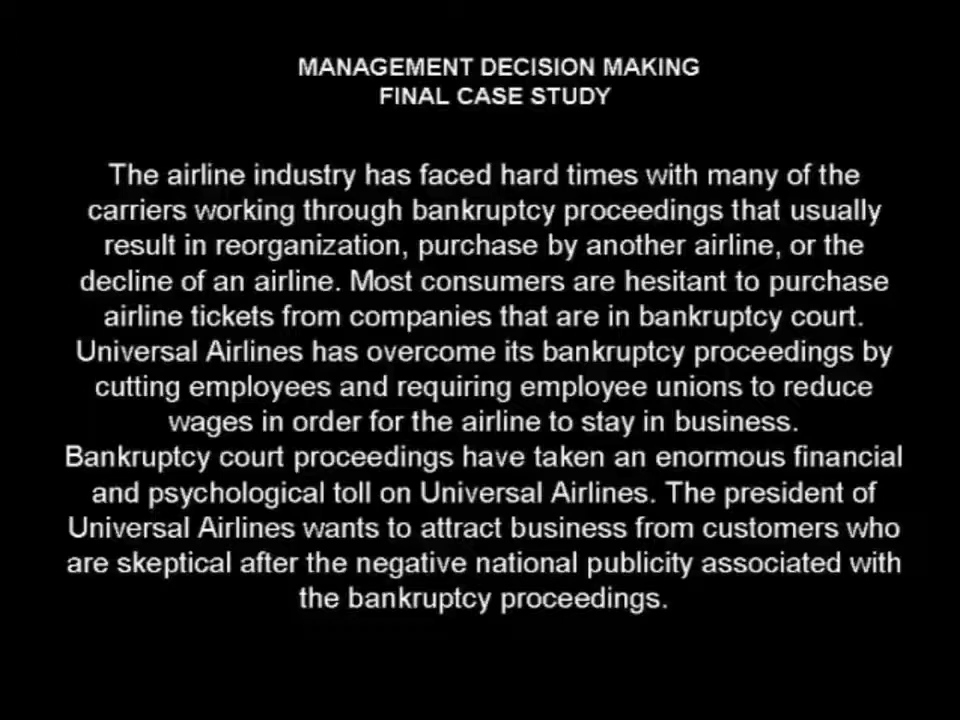 MANAGEMENT DECISION MAKING
FINAL CASE STUDY
The airline industry has faced hard times with many of the
carriers working through bankruptcy proceedings that usually
result in reorganization, purchase by another airline, or the
decline of an airline. Most consumers are hesitant to purchase
airline tickets from companies that are in bankruptcy court.
Universal Airlines has overcome its bankruptcy proceedings by
cutting employees and requiring employee unions to reduce
wages in order for the airline to stay in business.
Bankruptcy court proceedings have taken an enormous financial
and psychological toll on Universal Airlines. The president of
Universal Airlines wants to attract business from customers who
are skeptical after the negative national publicity associated with
the bankruptcy proceedings.